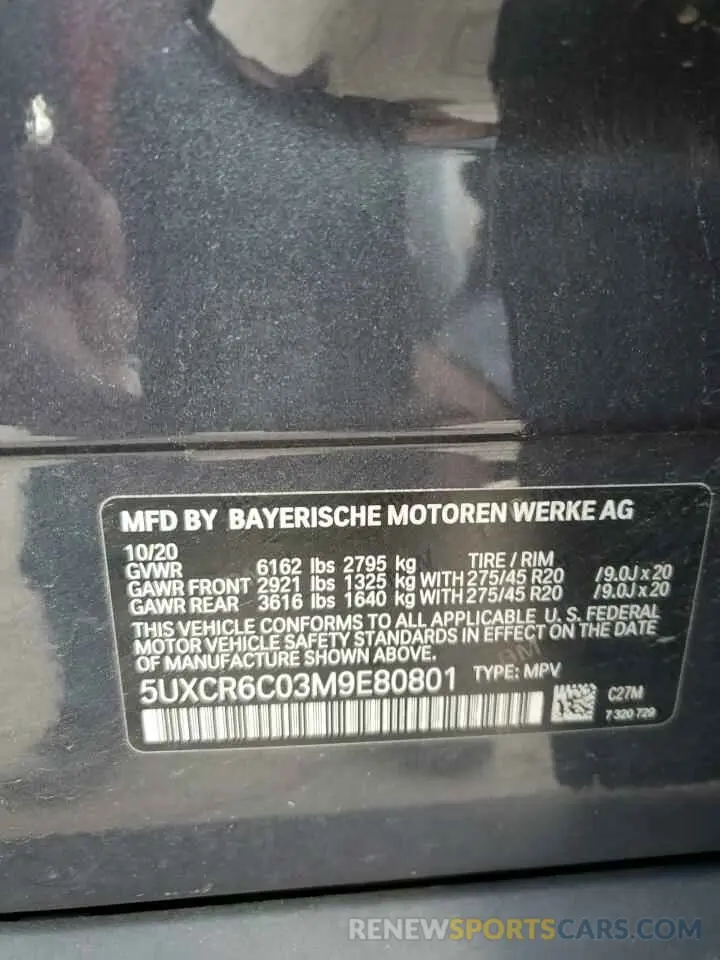 MFD BY BAYERISCHE MOTOREN WERKE AG
10/20
GVWR 6162 lbs 2795 kg TIRE / RIM
GAWR FRONT 2921 lbs 1325 kg WITH 275/45 R20 /9.0J x 20
GAWR REAR 3616 lbs 1640 kg WITH 275/45 R20 /9.0J x 20
THIS VEHICLE CONFORMS TO ALL APPLICABLE U. S. FEDERAL
MOTOR VEHICLE SAFETY STANDARDS IN EFFECT ON THE DATE
OF MANUFACTURE SHOWN ABOVE.
5UXCR6C03M9E80801 TYPE: MPV
C27M
7 320 729
RENEWSPORTSCARS.COM